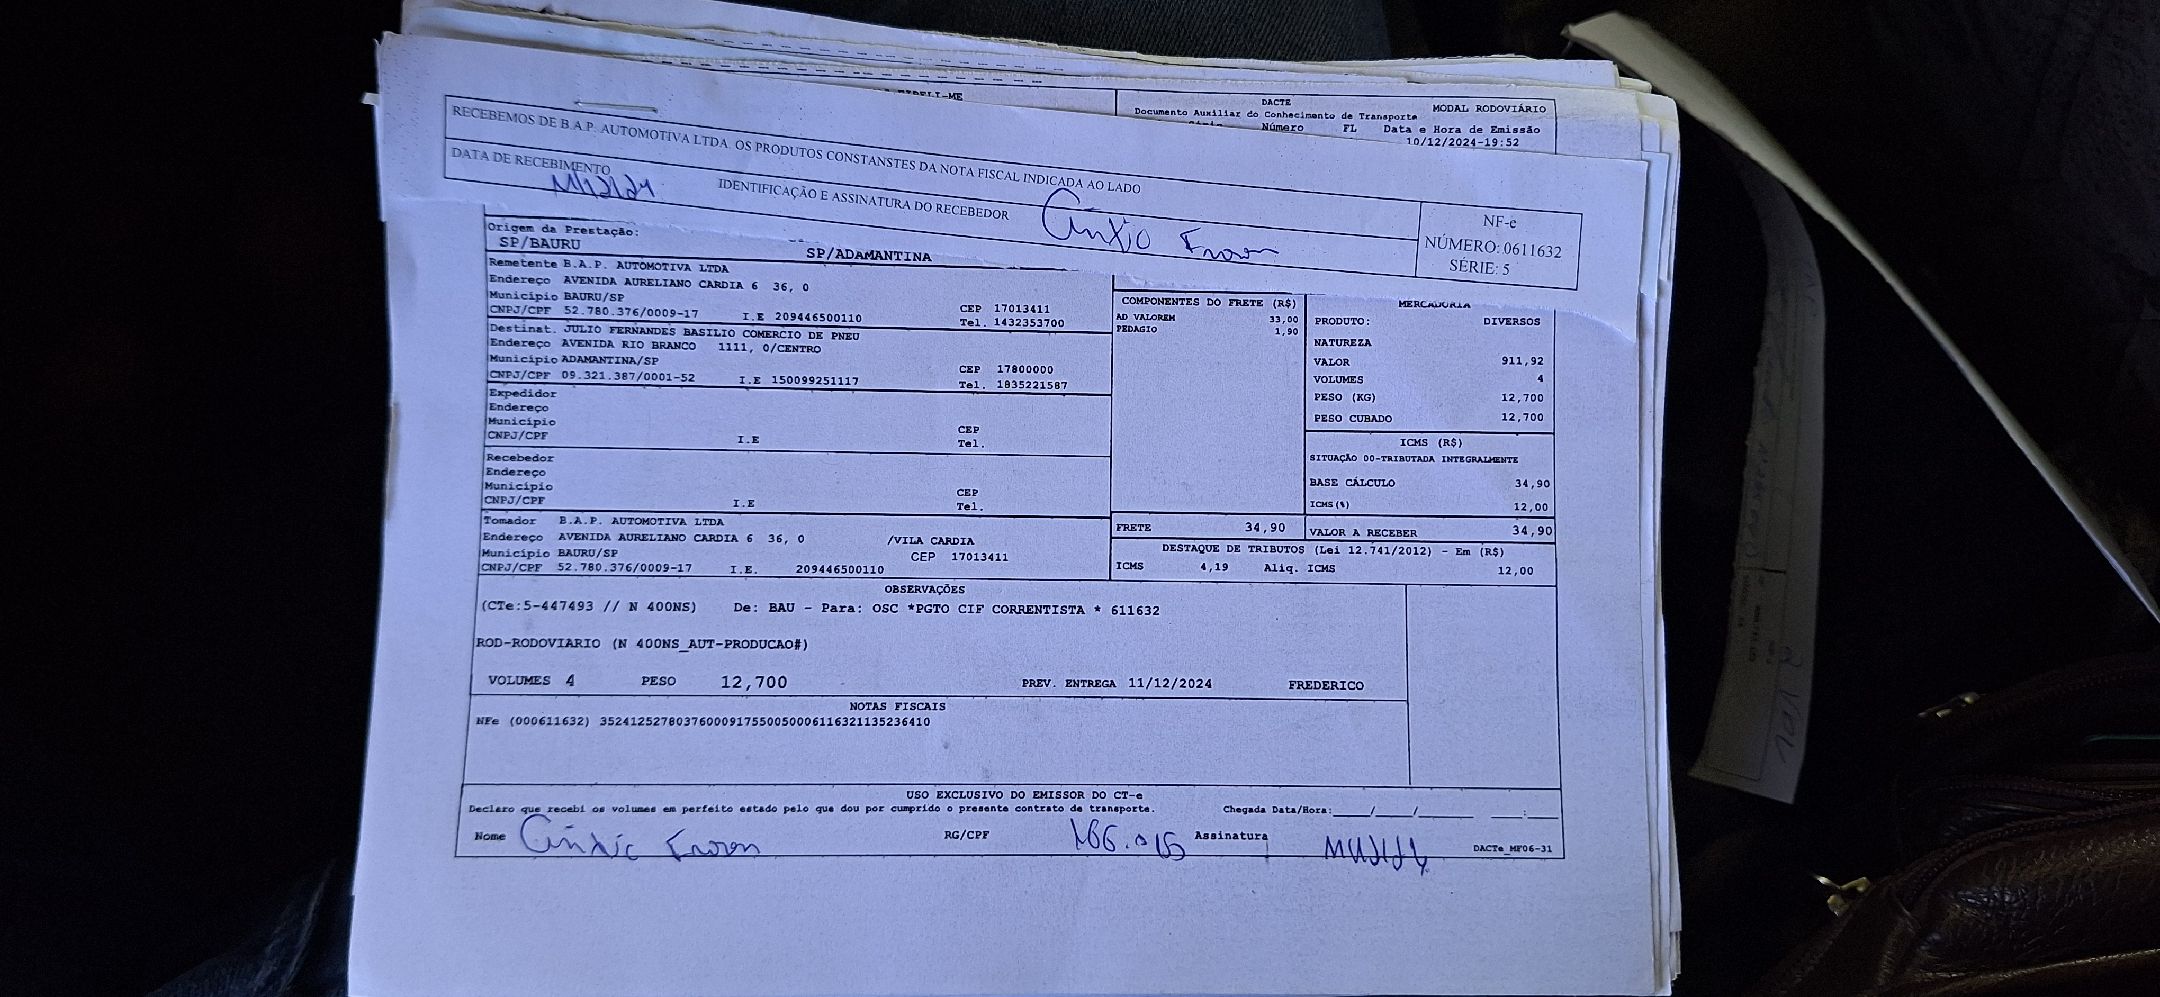 DACTE
MODAL RODOVIÁRIO
Documento Auxiliar do Conhecimento de Transporte
Número FL Data e Hora de Emissão
10/12/2024-19:52
RECEBEMOS DE B.A.P. AUTOMOTIVA LTDA. OS PRODUTOS CONSTANSTES DA NOTA FISCAL INDICADA AO LADO
DATA DE RECEBIMENTO
IDENTIFICAÇÃO E ASSINATURA DO RECEBEDOR
NF-e
NÚMERO: 0611632
SÉRIE: 5
Origem da Prestação:
SP/BAURU
SP/ADAMANTINA
Remetente B.A.P. AUTOMOTIVA LTDA
Endereço AVENIDA AURELIANO CARDIA 6 36, 0
Município BAURU/SP CEP 17013411
CNPJ/CPF 52.780.376/0009-17 I.E 209446500110 Tel. 1432353700
Destinat. JULIO FERNANDES BASILIO COMERCIO DE PNEU
Endereço AVENIDA RIO BRANCO 1111, 0/CENTRO
Município ADAMANTINA/SP CEP 17800000
CNPJ/CPF 09.321.387/0001-52 I.E 150099251117 Tel. 1835221587
Expedidor
Endereço
Município CEP
CNPJ/CPF I.E Tel.
Recebedor
Endereço
Município CEP
CNPJ/CPF I.E Tel.
Tomador B.A.P. AUTOMOTIVA LTDA
Endereço AVENIDA AURELIANO CARDIA 6 36, 0 /VILA CARDIA
Município BAURU/SP CEP 17013411
CNPJ/CPF 52.780.376/0009-17 I.E. 209446500110
COMPONENTES DO FRETE (R$)
AD VALOREM 33,00
PEDAGIO 1,90
FRETE 34,90
MERCADORIA
PRODUTO: DIVERSOS
NATUREZA
VALOR 911,92
VOLUMES 4
PESO (KG) 12,700
PESO CUBADO 12,700
ICMS (R$)
SITUAÇÃO 00-TRIBUTADA INTEGRALMENTE
BASE CÁLCULO 34,90
ICMS(%) 12,00
VALOR A RECEBER 34,90
DESTAQUE DE TRIBUTOS (Lei 12.741/2012) - Em (R$)
ICMS 4,19 Aliq. ICMS 12,00
OBSERVAÇÕES
(CTe:5-447493 // N 400NS) De: BAU - Para: OSC *PGTO CIF CORRENTISTA * 611632
ROD-RODOVIARIO (N 400NS_AUT-PRODUCAO#)
VOLUMES 4 PESO 12,700 PREV. ENTREGA 11/12/2024 FREDERICO
NOTAS FISCAIS
NFe (000611632) 35241252780376000917550050006116321135236410
USO EXCLUSIVO DO EMISSOR DO CT-e
Declaro que recebi os volumes em perfeito estado pelo que dou por cumprido o presente contrato de transporte. Chegada Data/Hora:___/___/______ ___:___
Nome RG/CPF Assinatura DACTe_MF06-31